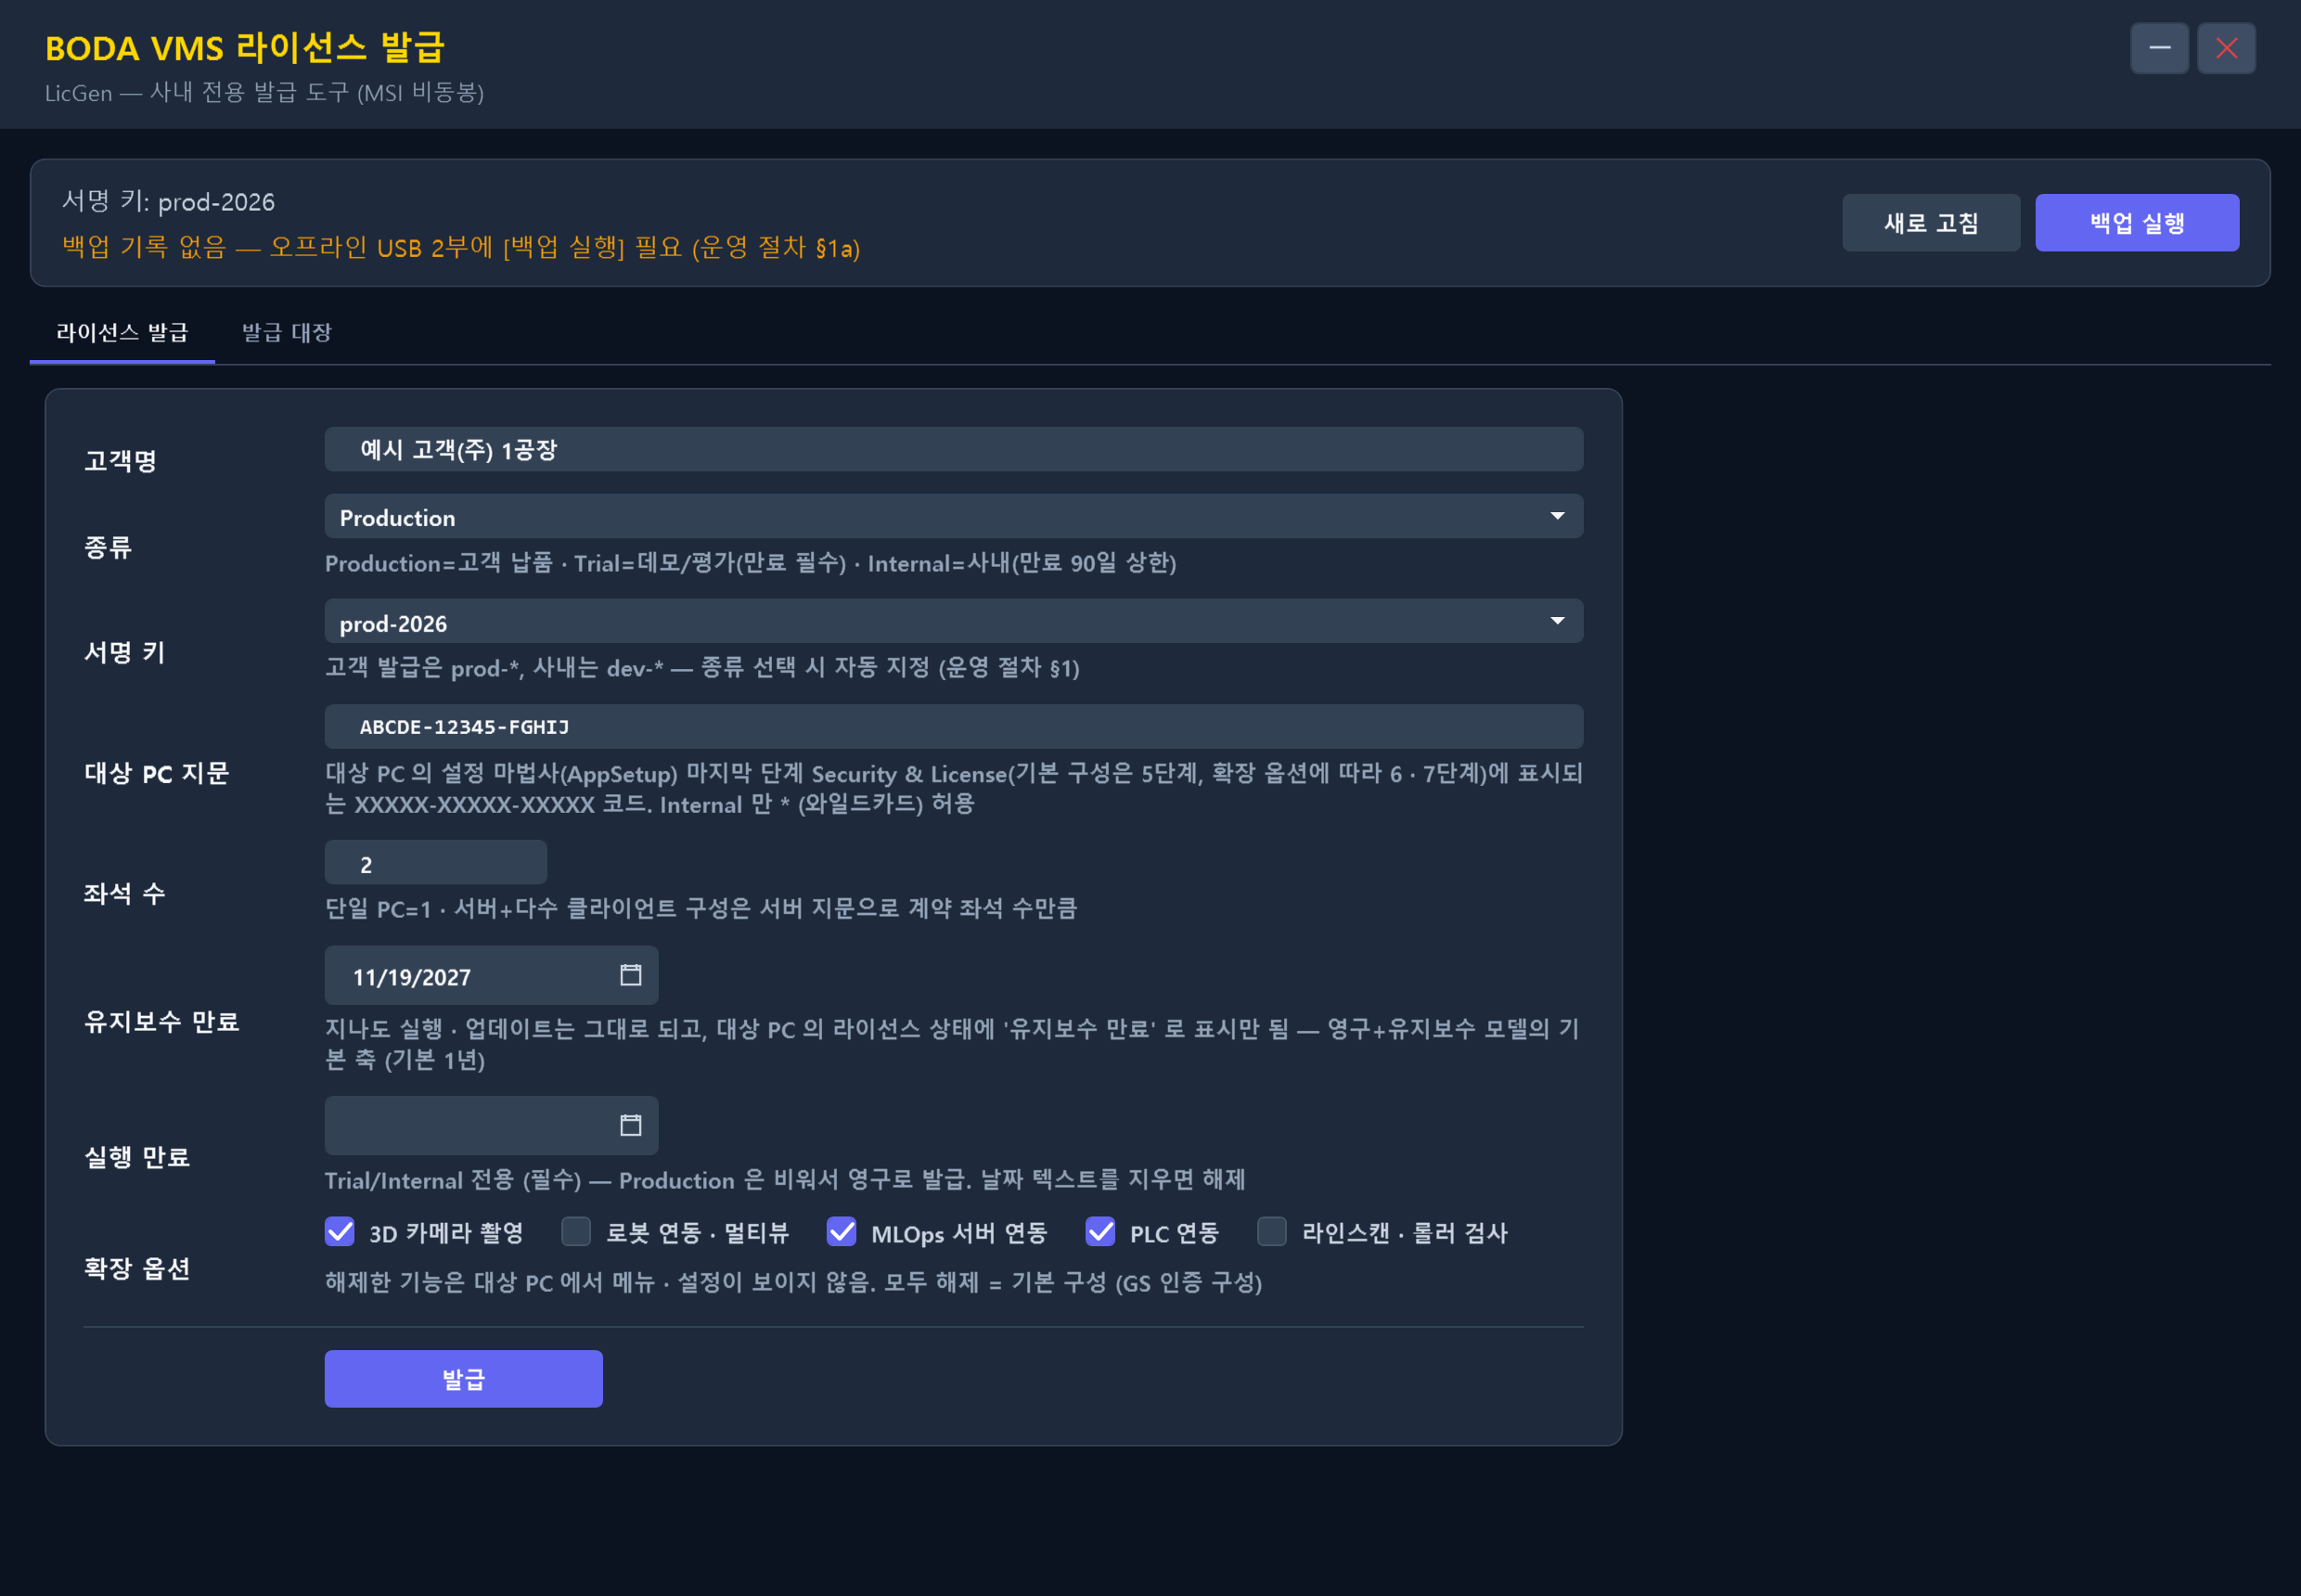 BODA VMS 라이선스 발급
LicGen — 사내 전용 발급 도구 (MSI 비동봉)
서명 키: prod-2026
백업 기록 없음 — 오프라인 USB 2부에 [백업 실행] 필요 (운영 절차 §1a)
새로 고침
백업 실행
라이선스 발급
발급 대장
고객명
예시 고객(주) 1공장
종류
Production
Production=고객 납품 · Trial=데모/평가(만료 필수) · Internal=사내(만료 90일 상한)
서명 키
prod-2026
고객 발급은 prod-*, 사내는 dev-* — 종류 선택 시 자동 지정 (운영 절차 §1)
대상 PC 지문
ABCDE-12345-FGHIJ
대상 PC 의 설정 마법사(AppSetup) 마지막 단계 Security & License(기본 구성은 5단계, 확장 옵션에 따라 6 · 7단계)에 표시되
는 XXXXX-XXXXX-XXXXX 코드. Internal 만 * (와일드카드) 허용
좌석 수
2
단일 PC=1 · 서버+다수 클라이언트 구성은 서버 지문으로 계약 좌석 수만큼
유지보수 만료
11/19/2027
지나도 실행 · 업데이트는 그대로 되고, 대상 PC 의 라이선스 상태에 '유지보수 만료' 로 표시만 됨 — 영구+유지보수 모델의 기
본 축 (기본 1년)
실행 만료
Trial/Internal 전용 (필수) — Production 은 비워서 영구로 발급. 날짜 텍스트를 지우면 해제
확장 옵션
3D 카메라 촬영
로봇 연동 · 멀티뷰
MLOps 서버 연동
PLC 연동
라인스캔 · 롤러 검사
해제한 기능은 대상 PC 에서 메뉴 · 설정이 보이지 않음. 모두 해제 = 기본 구성 (GS 인증 구성)
발급